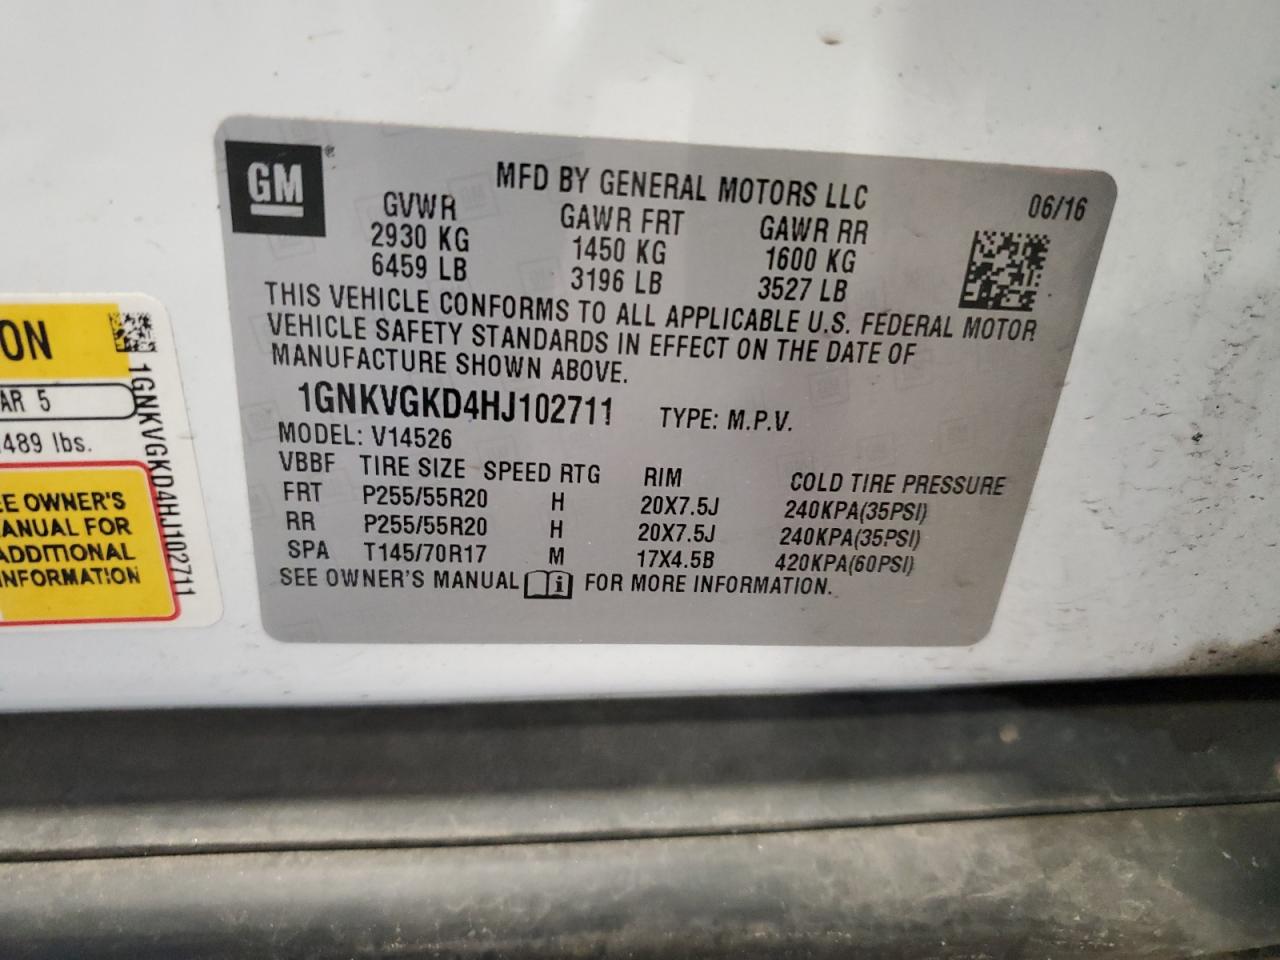 GM®
MFD BY GENERAL MOTORS LLC
06/16
GVWR GAWR FRT GAWR RR
2930 KG 1450 KG 1600 KG
6459 LB 3196 LB 3527 LB
THIS VEHICLE CONFORMS TO ALL APPLICABLE U.S. FEDERAL MOTOR
VEHICLE SAFETY STANDARDS IN EFFECT ON THE DATE OF
MANUFACTURE SHOWN ABOVE.
1GNKVGKD4HJ102711 TYPE: M.P.V.
MODEL: V14526
VBBF TIRE SIZE SPEED RTG RIM COLD TIRE PRESSURE
FRT P255/55R20 H 20X7.5J 240KPA(35PSI)
RR P255/55R20 H 20X7.5J 240KPA(35PSI)
SPA T145/70R17 M 17X4.5B 420KPA(60PSI)
SEE OWNER'S MANUAL i FOR MORE INFORMATION.
ON
AR 5
489 lbs.
EE OWNER'S
ANUAL FOR
ADDITIONAL
INFORMATION
1GNKVGKD4HJ102711